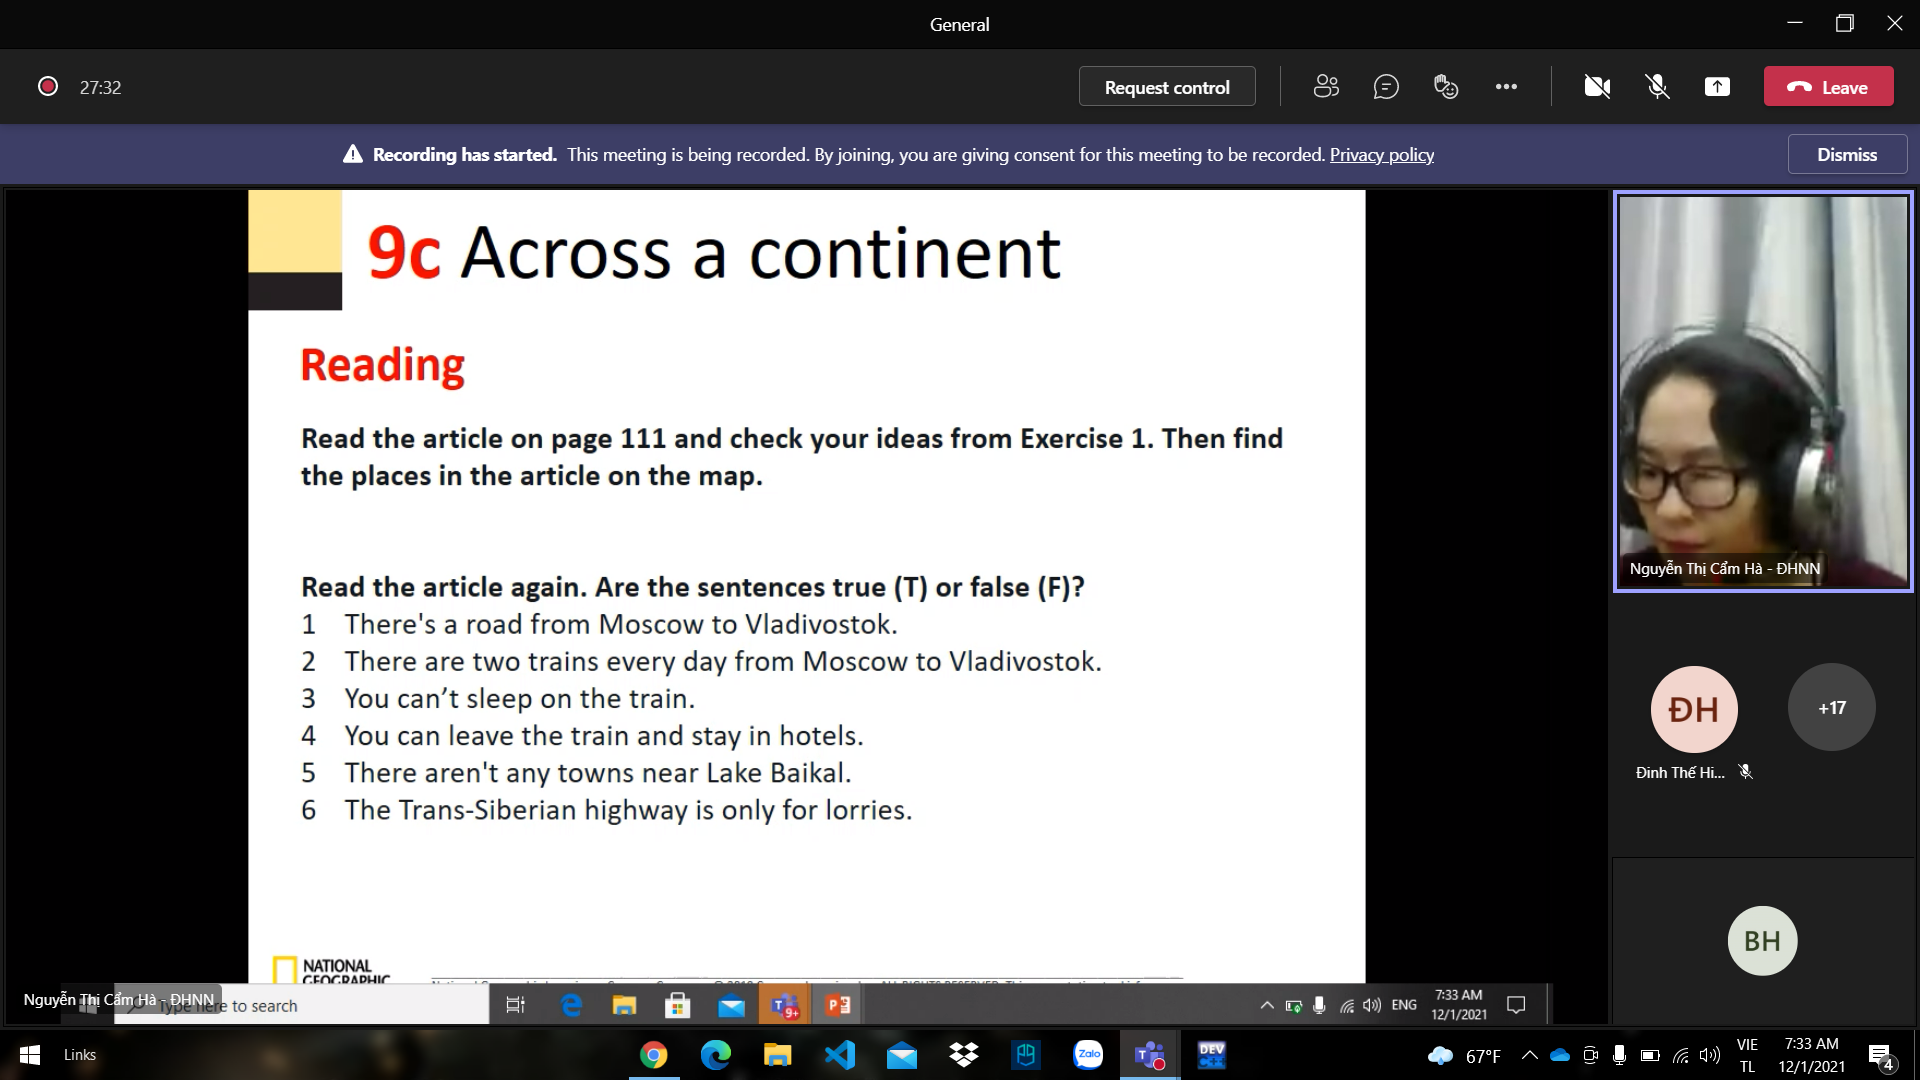 General
27:32
Request control
Leave
Recording has started. This meeting is being recorded. By joining, you are giving consent for this meeting to be recorded. Privacy policy
Dismiss
9c Across a continent
Reading
Read the article on page 111 and check your ideas from Exercise 1. Then find
the places in the article on the map.
Read the article again. Are the sentences true (T) or false (F)?
1 There's a road from Moscow to Vladivostok.
2 There are two trains every day from Moscow to Vladivostok.
3 You can’t sleep on the train.
4 You can leave the train and stay in hotels.
5 There aren't any towns near Lake Baikal.
6 The Trans-Siberian highway is only for lorries.
NATIONAL
GEOGRAPHIC
Nguyễn Thị Cẩm Hà - ĐHNN
ĐH
+17
Đinh Thế Hi...
BH
Nguyễn Thị Cẩm Hà - ĐHNN
Type here to search
9+
ENG
7:33 AM
12/1/2021
Links
Zalo
DEV
C++
67°F
VIE
TL
7:33 AM
12/1/2021
4